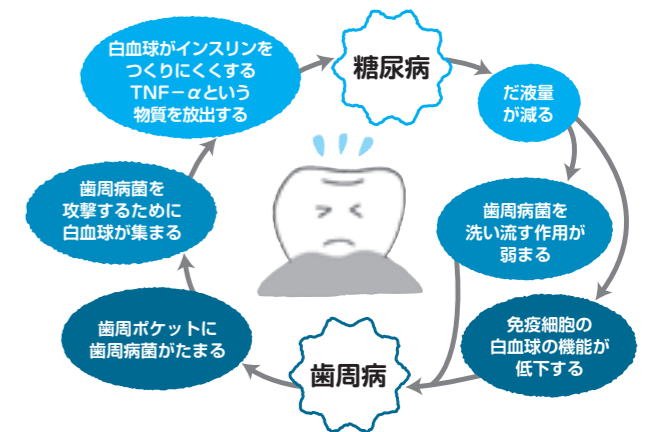 白血球がインスリンを
つくりにくくする
TNF－αという
物質を放出する
糖尿病
だ液量
が減る
歯周病菌を
洗い流す作用が
弱まる
免疫細胞の
白血球の機能が
低下する
歯周病
歯周ポケットに
歯周病菌がたまる
歯周病菌を
攻撃するために
白血球が集まる